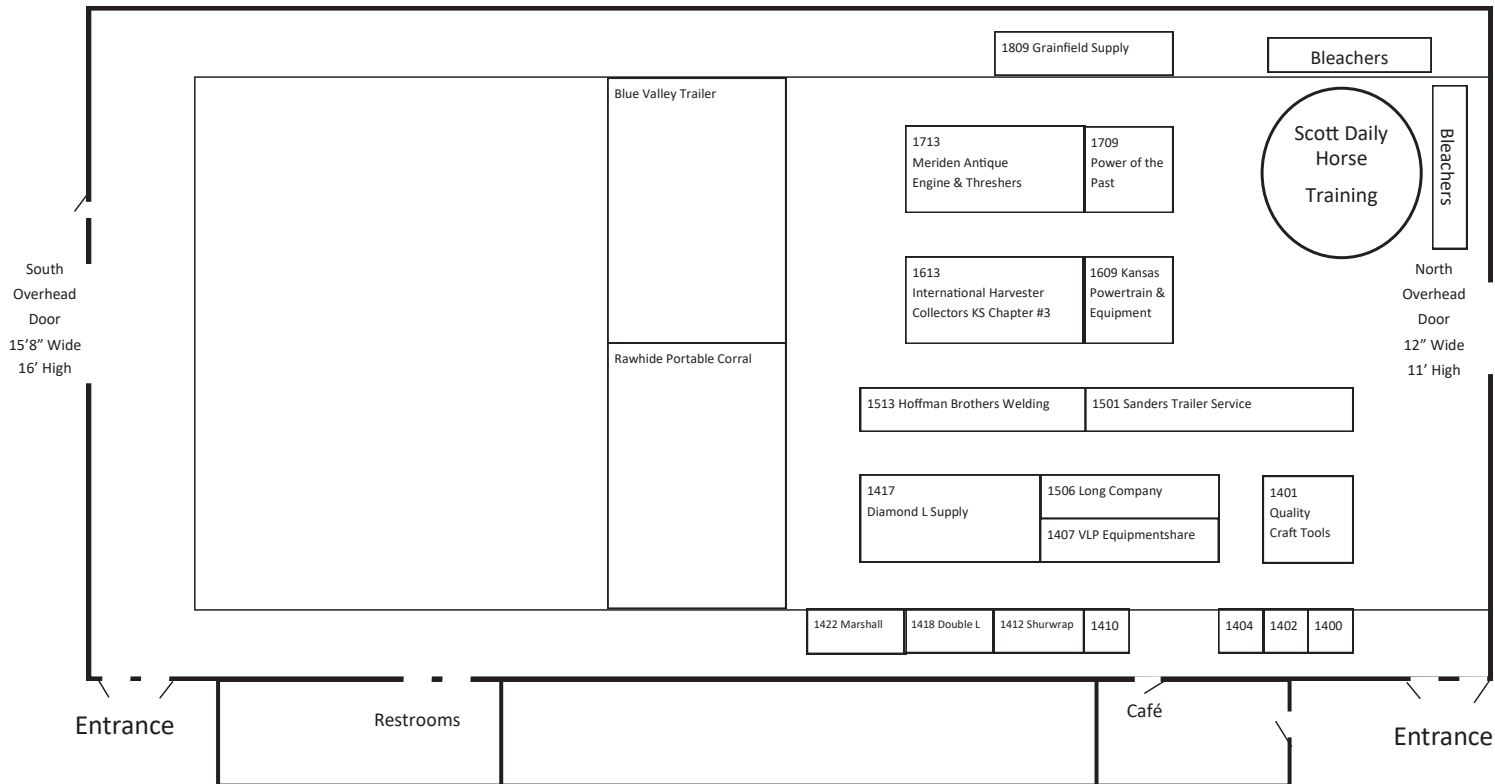 1809 Grainfield Supply
Bleachers
Blue Valley Trailer
1713
Meriden Antique
Engine & Threshers
1709
Power of the
Past
Scott Daily
Horse
Training
Bleachers
South
Overhead
Door
15’8” Wide
16’ High
1613
International Harvester
Collectors KS Chapter #3
1609 Kansas
Powertrain &
Equipment
North
Overhead
Door
12” Wide
11’ High
Rawhide Portable Corral
1513 Hoffman Brothers Welding
1501 Sanders Trailer Service
1417
Diamond L Supply
1506 Long Company
1407 VLP Equipmentshare
1401
Quality
Craft Tools
1422 Marshall
1418 Double L
1412 Shurwrap
1410
1404
1402
1400
Entrance
Restrooms
Café
Entrance